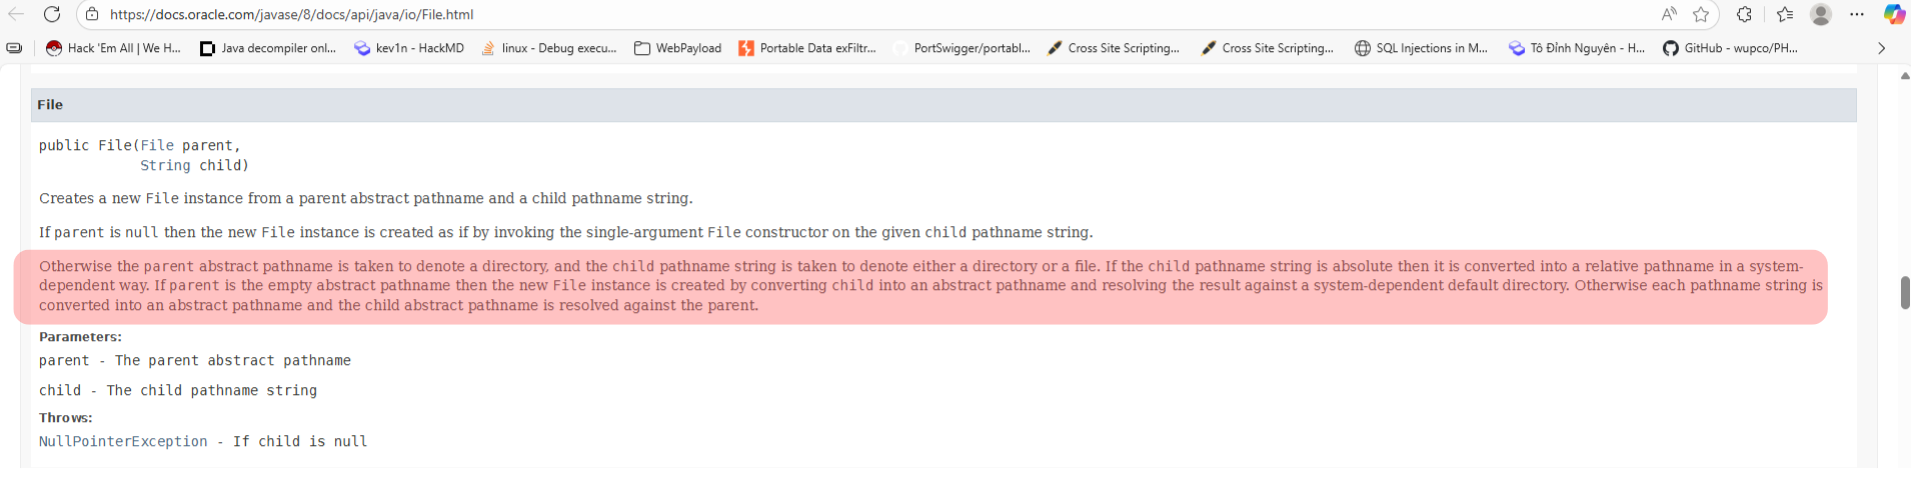 https://docs.oracle.com/javase/8/docs/api/java/io/File.html
Hack 'Em All | We H... Java decompiler onl... kev1n - HackMD linux - Debug execu... WebPayload Portable Data exFiltr... PortSwigger/portabl... Cross Site Scripting... Cross Site Scripting... SQL Injections in M... Tô Đỉnh Nguyên - H... GitHub - wupco/PH...
File
public File(File parent,
String child)
Creates a new File instance from a parent abstract pathname and a child pathname string.
If parent is null then the new File instance is created as if by invoking the single-argument File constructor on the given child pathname string.
Otherwise the parent abstract pathname is taken to denote a directory, and the child pathname string is taken to denote either a directory or a file. If the child pathname string is absolute then it is converted into a relative pathname in a system-
dependent way. If parent is the empty abstract pathname then the new File instance is created by converting child into an abstract pathname and resolving the result against a system-dependent default directory. Otherwise each pathname string is
converted into an abstract pathname and the child abstract pathname is resolved against the parent.
Parameters:
parent - The parent abstract pathname
child - The child pathname string
Throws:
NullPointerException - If child is null